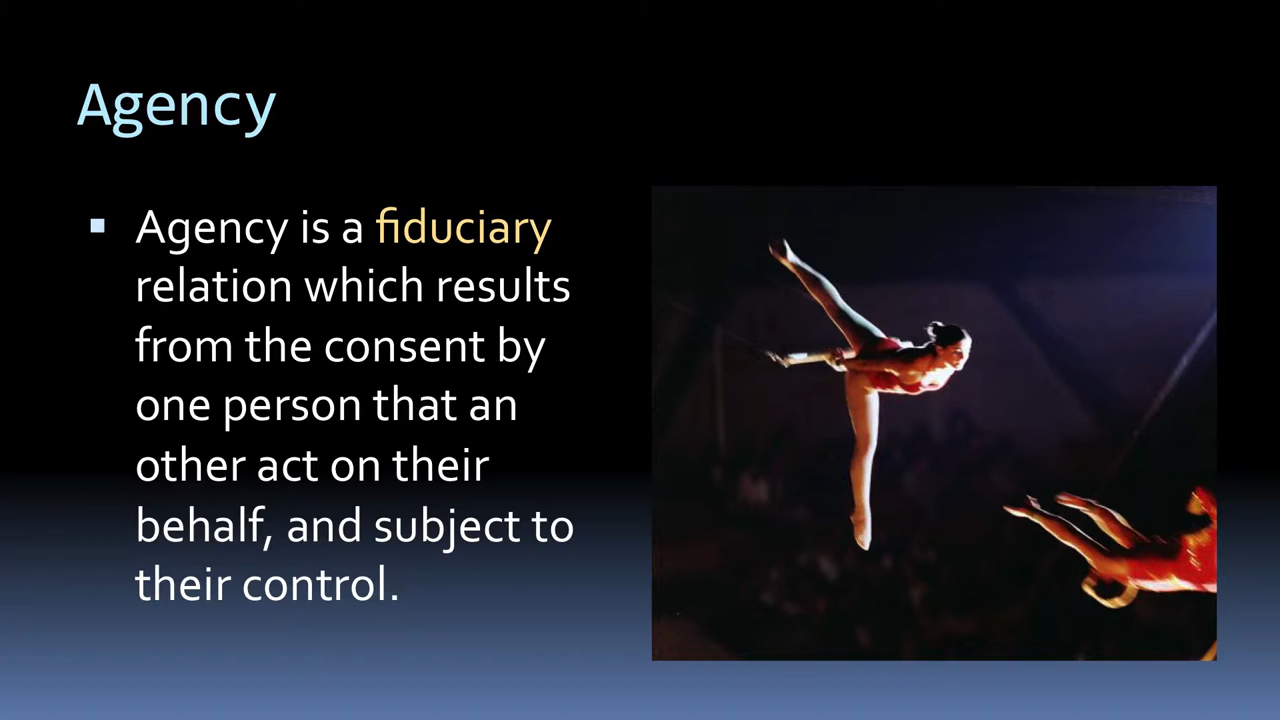 Agency
Agency is a fiduciary
relation which results
from the consent by
one person that an
other act on their
behalf, and subject to
their control.